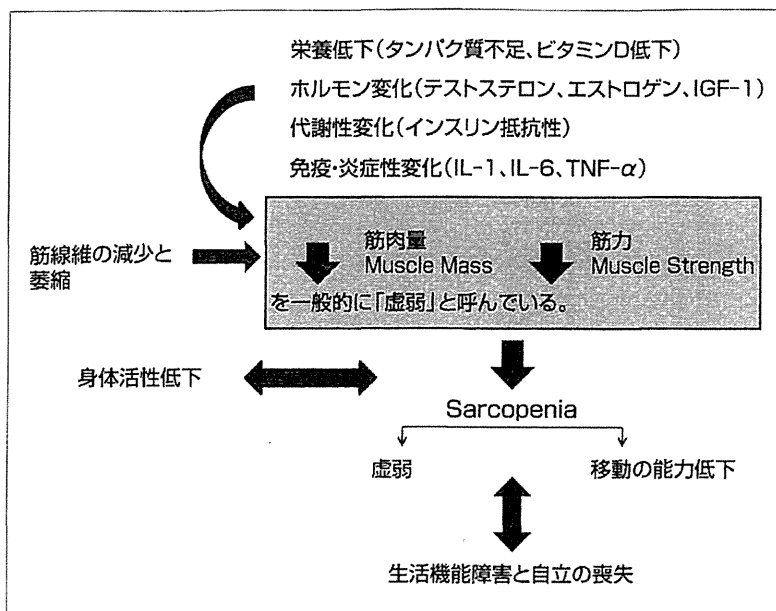 栄養低下(タンパク質不足、ビタミンD低下)
ホルモン変化(テストステロン、エストロゲン、IGF-1)
代謝性変化(インスリン抵抗性)
免疫・炎症性変化(IL-1、IL-6、TNF-α)
筋線維の減少と
萎縮
筋肉量
Muscle Mass
筋力
Muscle Strength
を一般的に「虚弱」と呼んでいる。
身体活性低下
Sarcopenia
虚弱
移動の能力低下
生活機能障害と自立の喪失